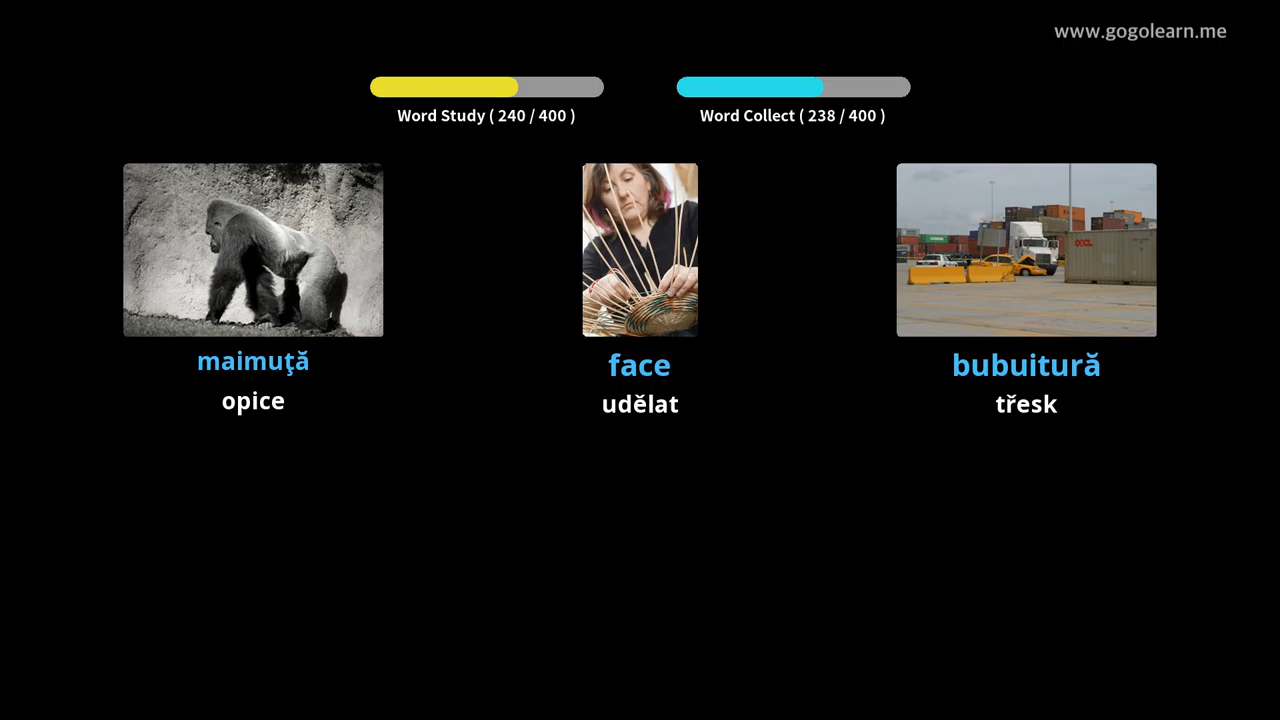 www.gogolearn.me
Word Study ( 240 / 400 )
Word Collect ( 238 / 400 )
maimuţă
face
bubuitură
opice
udělat
třesk